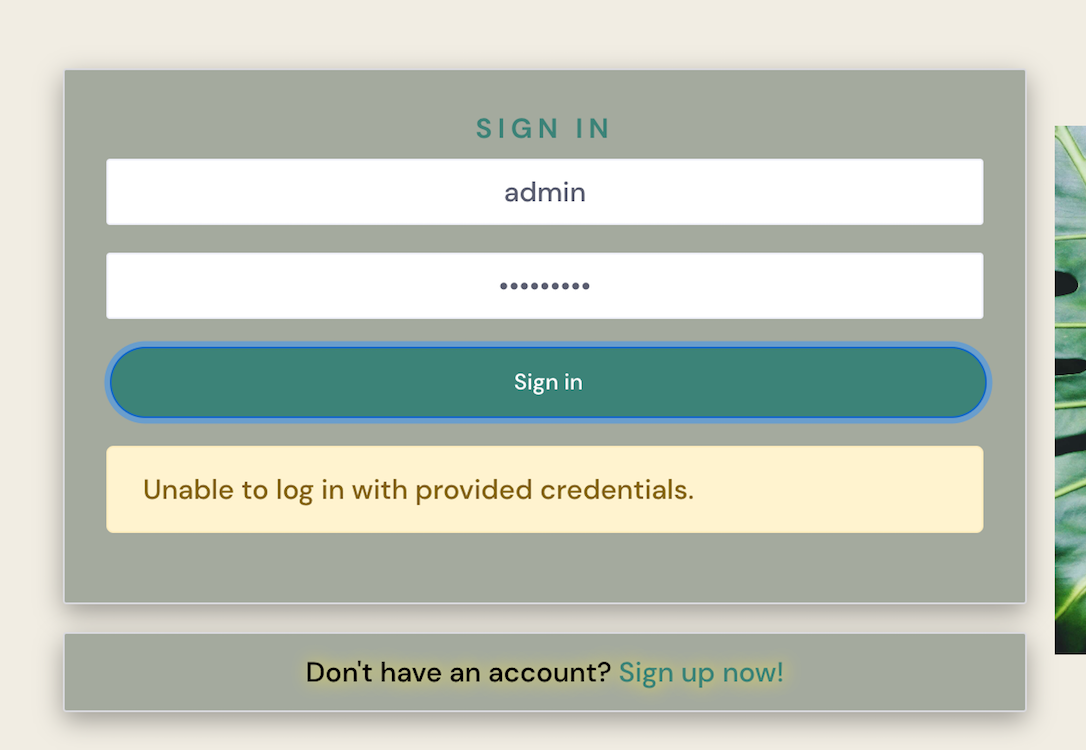 SIGN IN
admin
•••••••••
Sign in
Unable to log in with provided credentials.
Don't have an account? Sign up now!